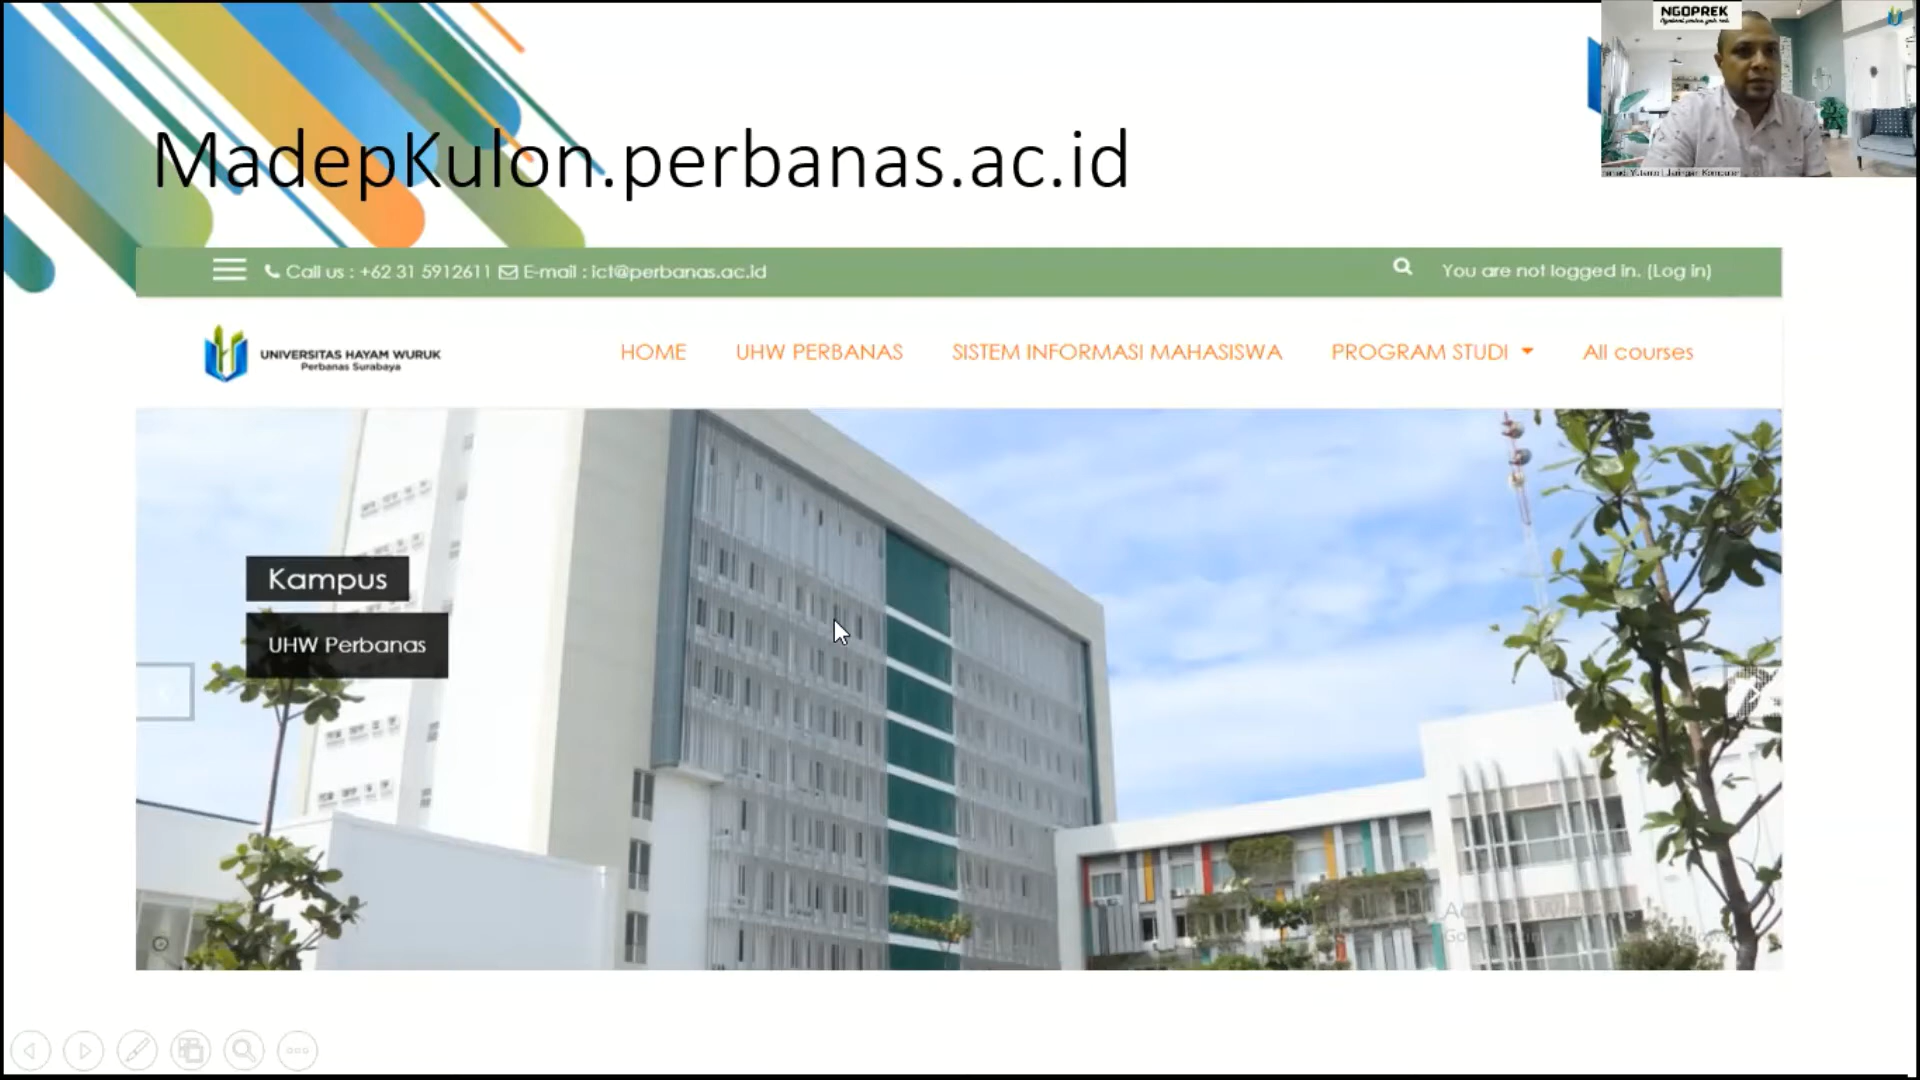 NGOPREK
MadepKulon.perbanas.ac.id
Call us : +62 31 5912611 E-mail : ict@perbanas.ac.id
You are not logged in. (Log in)
UNIVERSITAS HAYAM WURUK
Perbanas Surabaya
HOME
UHW PERBANAS
SISTEM INFORMASI MAHASISWA
PROGRAM STUDI
All courses
Kampus
UHW Perbanas